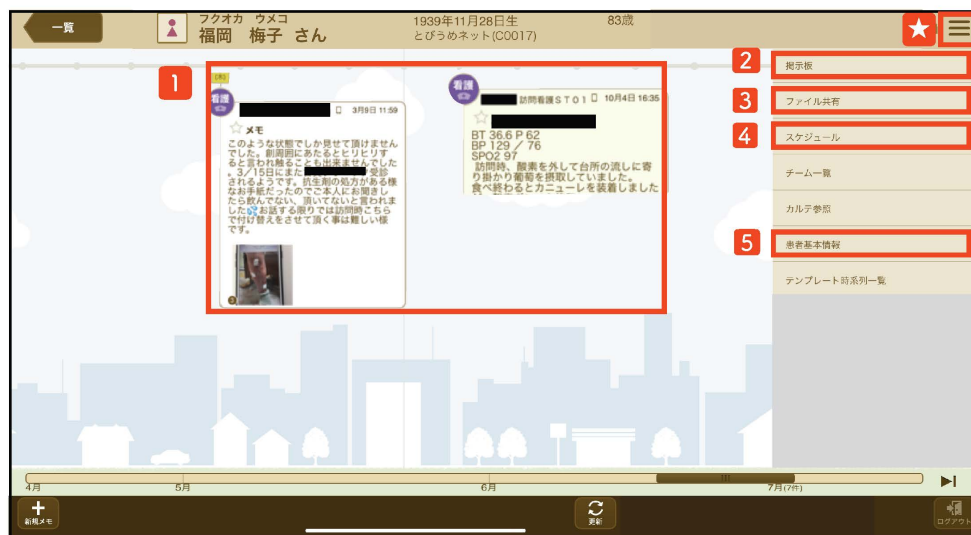 一覧
フクオカ ウメコ
福岡 梅子 さん
1939年11月28日生
83歳
とびうめネット(C0017)
1
看護
3月9日 11:59
メモ
このような状態でしか見せて頂けません
でした。創周囲にあたるとヒリヒリす
ると言われ触ることも出来ませんでした
。3/15日にまた
受診
されるようです。抗生剤の処方がある様
なお手紙だったのでご本人にお聞きし
たら飲んでない、頂いてないと言われま
した💦お話する限りでは訪問時こちら
で付け替えをさせて頂く事は難しい様
です。
3
看護
訪問看護ST01
10月4日 16:35
BT 36.6 P 62
BP 129 / 76
SPO2 97
訪問時、酸素を外して台所の流しに寄
り掛かり葡萄を摂取していました。
食べ終わるとカニューレを装着しました
2
掲示板
3
ファイル共有
4
スケジュール
チーム一覧
カルテ参照
5
患者基本情報
テンプレート時系列一覧
4月
5月
6月
7月(7件)
新規メモ
更新
ログアウト